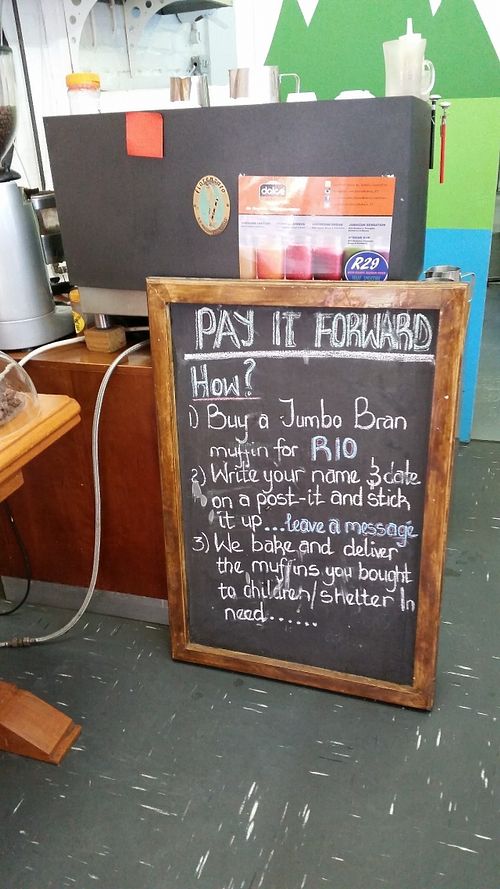 dolce
R29
PAY IT FORWARD
How?
1) Buy a Jumbo Bran
muffin for R10
2) Write your name & date
on a post-it and stick
it up...leave a message
3) We bake and deliver
the muffins you bought
to children/shelter In
need.......